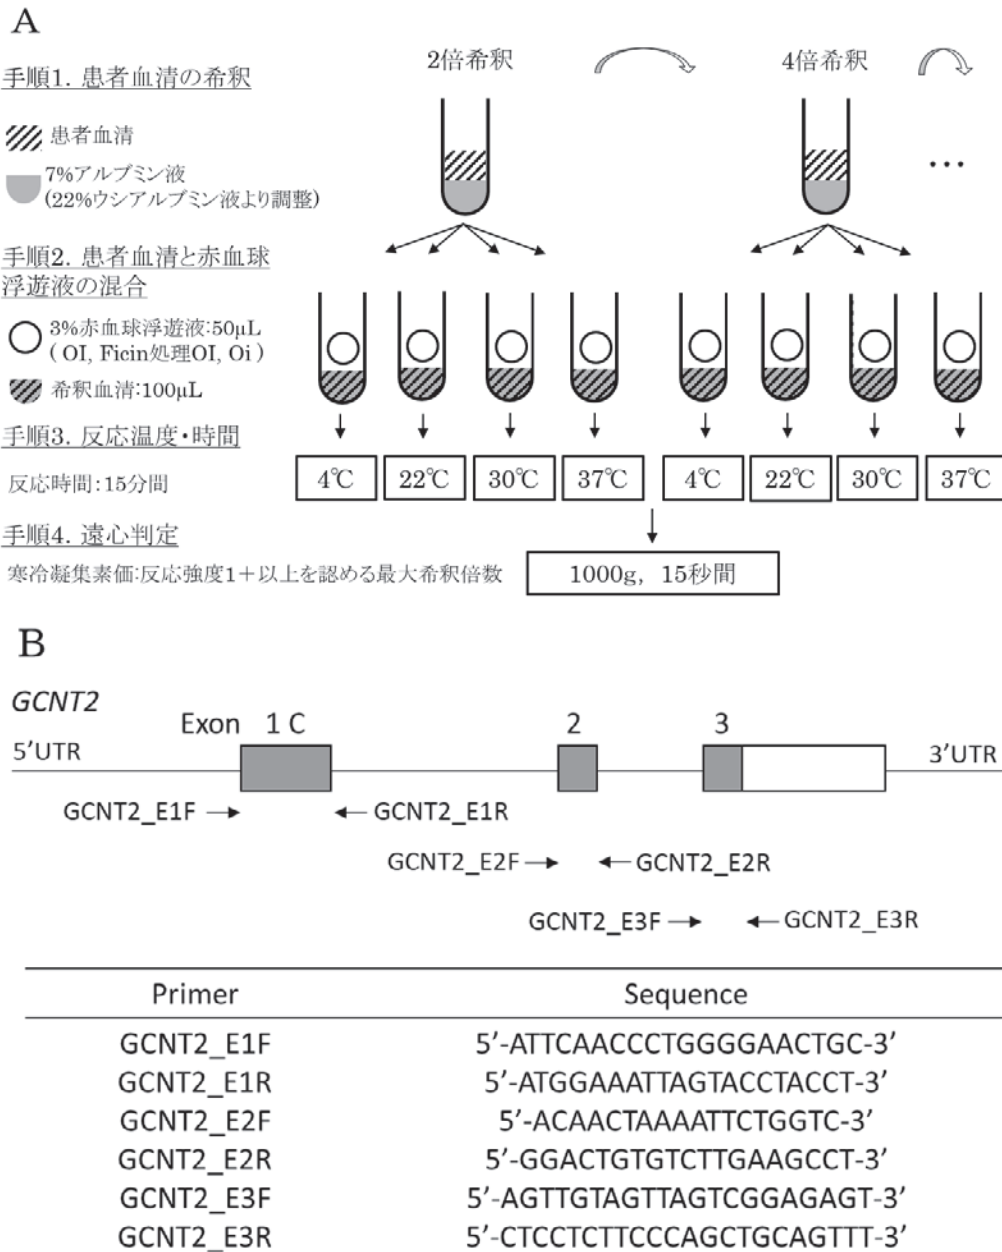 A
2倍希釈
4倍希釈
手順1. 患者血清の希釈
患者血清
7%アルブミン液
(22%ウシアルブミン液より調整)
…
手順2. 患者血清と赤血球
浮遊液の混合
3%赤血球浮遊液:50μL
( OI, Ficin処理OI, Oi )
希釈血清:100μL
手順3. 反応温度・時間
反応時間:15分間
4℃ 22℃ 30℃ 37℃ 4℃ 22℃ 30℃ 37℃
手順4. 遠心判定
寒冷凝集素価:反応強度1+以上を認める最大希釈倍数
1000g, 15秒間
B
GCNT2
Exon 1 C 2 3
5'UTR
3'UTR
GCNT2_E1F
GCNT2_E1R
GCNT2_E2F
GCNT2_E2R
GCNT2_E3F
GCNT2_E3R
Primer Sequence
GCNT2_E1F 5'-ATTCAACCCTGGGGAACTGC-3'
GCNT2_E1R 5'-ATGGAAATTAGTACCTACCT-3'
GCNT2_E2F 5'-ACAACTAAAATTCTGGTC-3'
GCNT2_E2R 5'-GGACTGTGTCTTGAAGCCT-3'
GCNT2_E3F 5'-AGTTGTAGTTAGTCGGAGAGT-3'
GCNT2_E3R 5'-CTCCTCTTCCCAGCTGCAGTTT-3'